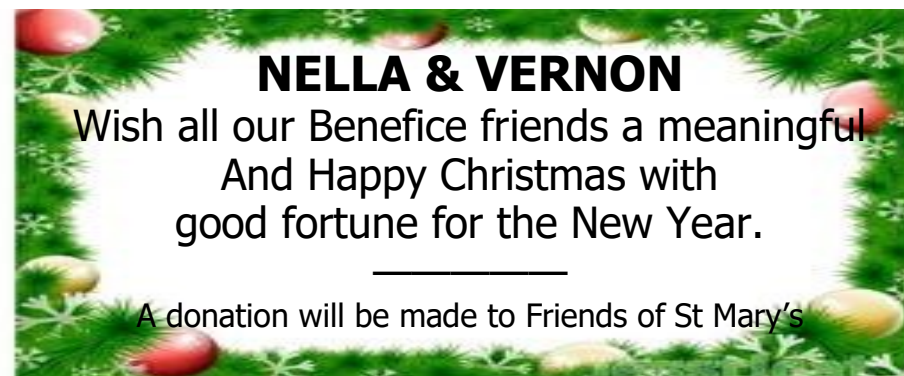 NELLA & VERNON
Wish all our Benefice friends a meaningful
And Happy Christmas with
good fortune for the New Year.
A donation will be made to Friends of St Mary's